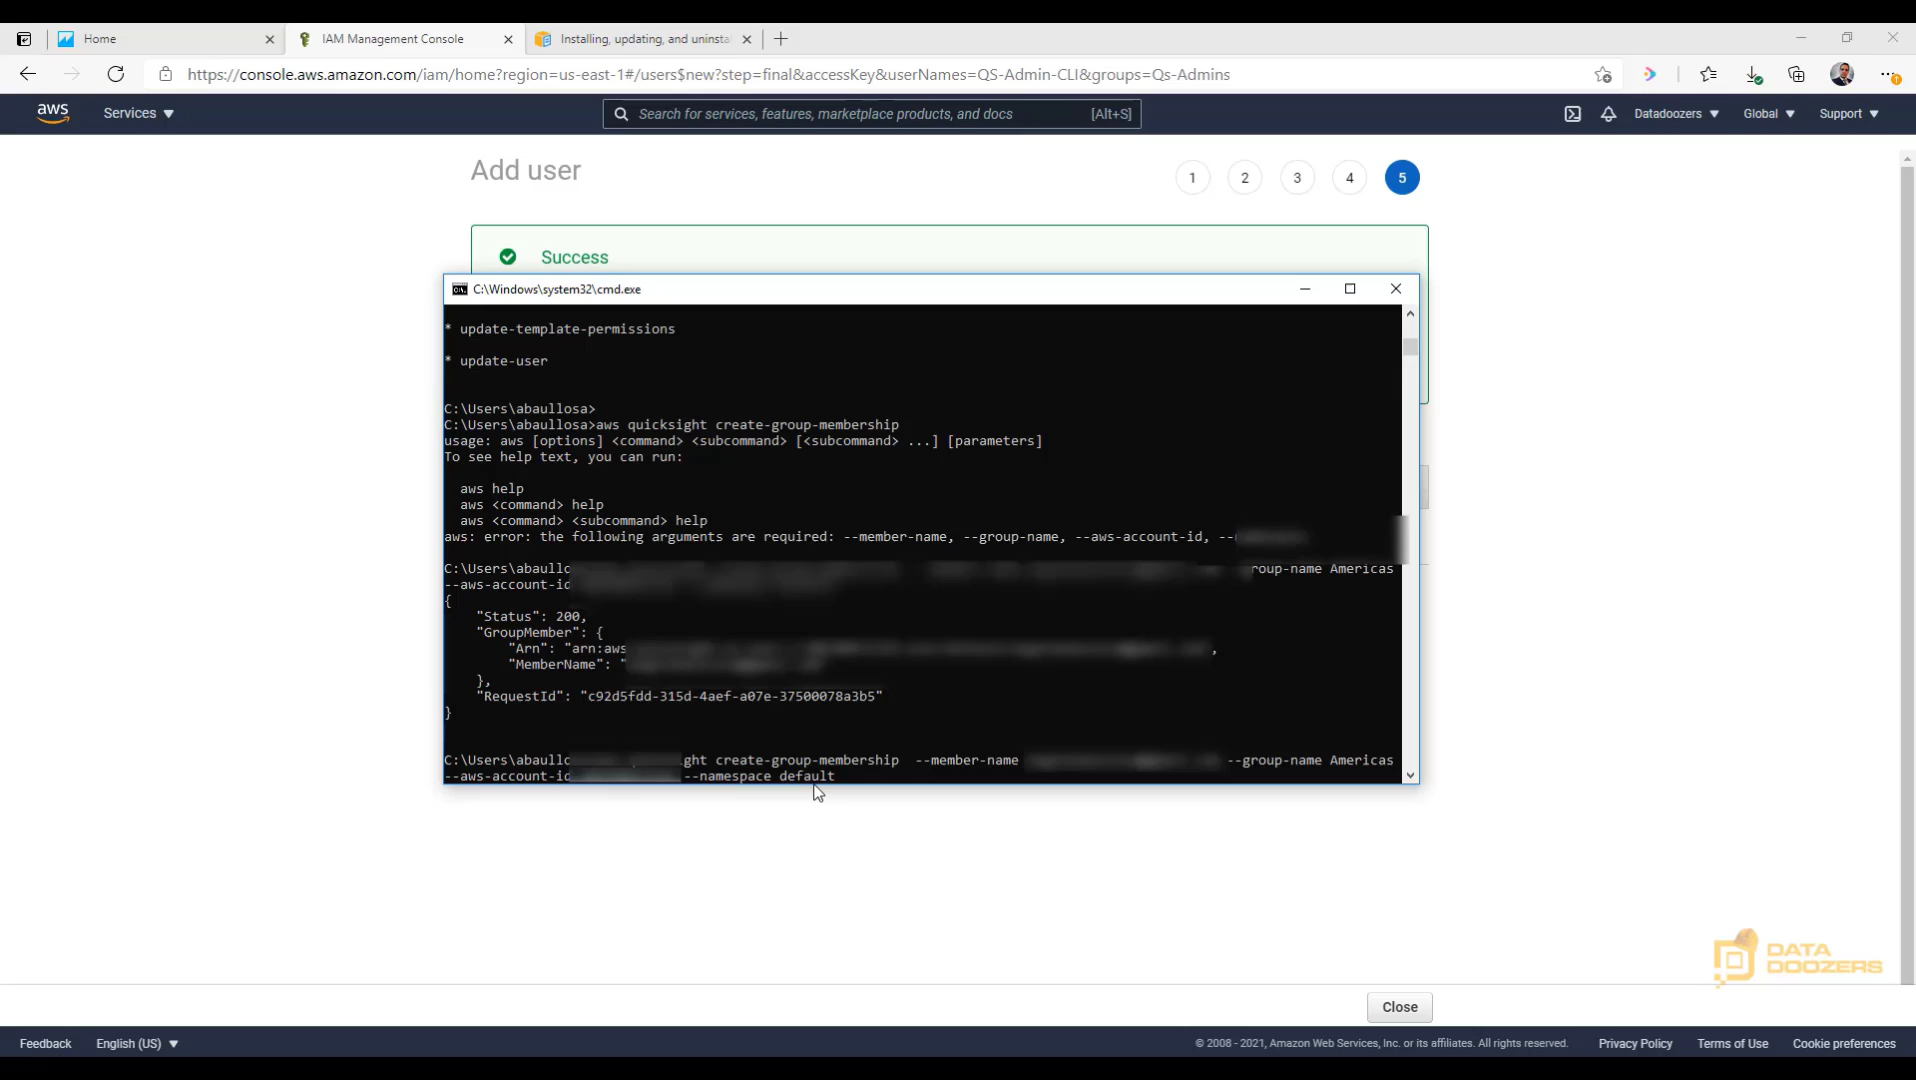 Home
IAM Management Console
Installing, updating, and uninsta
https://console.aws.amazon.com/iam/home?region=us-east-1#/users$new?step=final&accessKey&userNames=QS-Admin-CLI&groups=Qs-Admins
aws
Services
Search for services, features, marketplace products, and docs
[Alt+S]
Datadoozers
Global
Support
Add user
1
2
3
4
5
Success
C:\Windows\system32\cmd.exe
* update-template-permissions
* update-user
C:\Users\abaullosa>
C:\Users\abaullosa>aws quicksight create-group-membership
usage: aws [options] <command> <subcommand> [<subcommand> ...] [parameters]
To see help text, you can run:
aws help
aws <command> help
aws <command> <subcommand> help
aws: error: the following arguments are required: --member-name, --group-name, --aws-account-id, --
C:\Users\abaullo group-name Americas
--aws-account-id
{
"Status": 200,
"GroupMember": {
"Arn": "arn:aws ,
"MemberName": "
},
"RequestId": "c92d5fdd-315d-4aef-a07e-37500078a3b5"
}
C:\Users\abaullo ght create-group-membership --member-name --group-name Americas
--aws-account-id --namespace default
DATA
DOOZERS
Close
Feedback
English (US)
© 2008 - 2021, Amazon Web Services, Inc. or its affiliates. All rights reserved.
Privacy Policy
Terms of Use
Cookie preferences